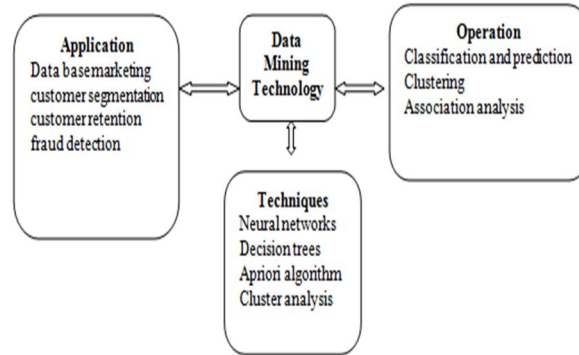 Application
Data basemarketing
customer segmentation
customer retention
fraud detection
Data
Mining
Technology
Operation
Classification and prediction
Clustering
Association analysis
Techniques
Neural networks
Decision trees
Apriori algorithm
Cluster analysis